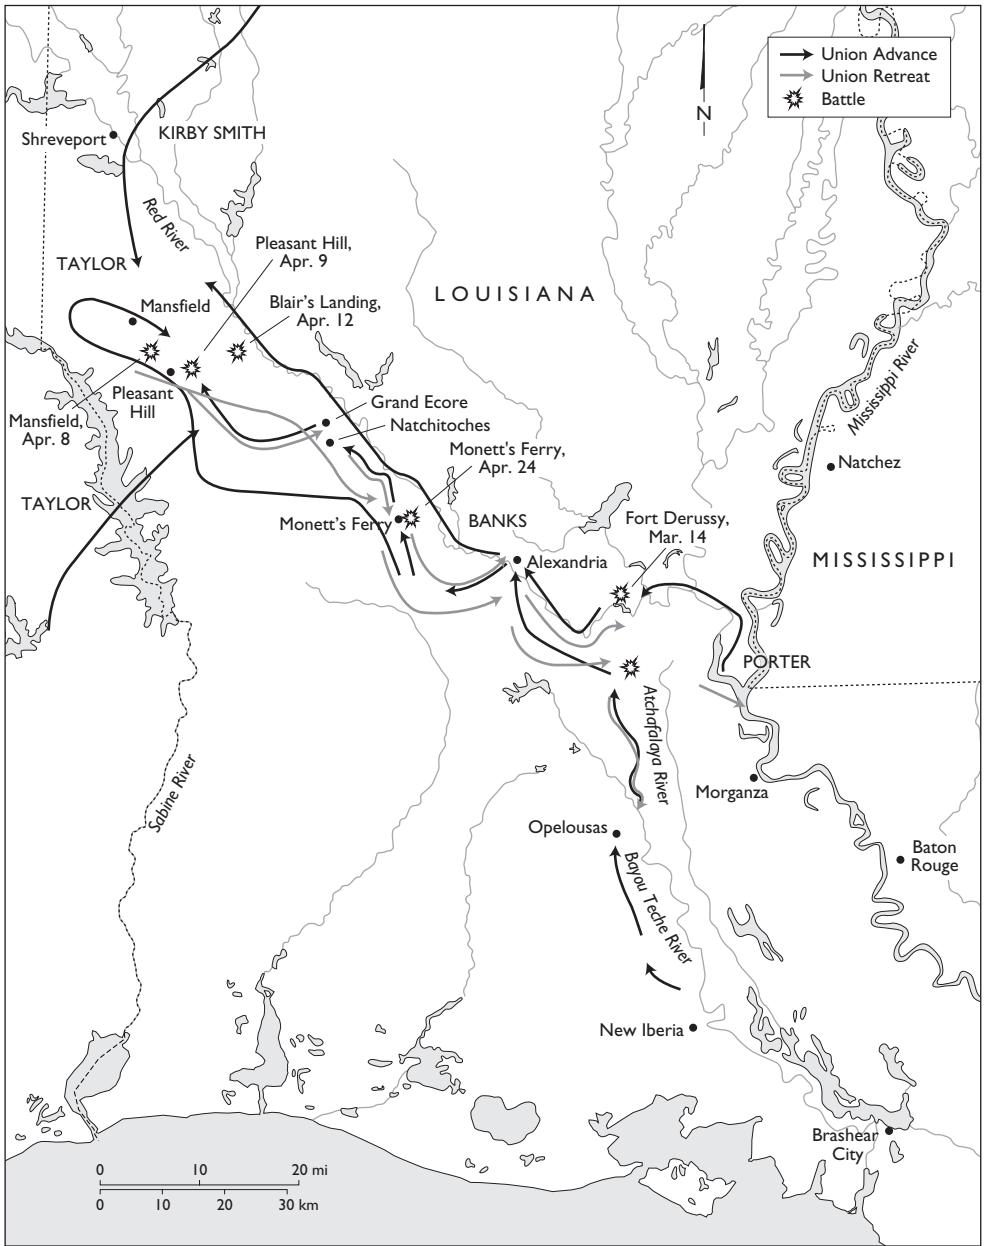 Union Advance
Union Retreat
Battle
N
Shreveport
KIRBY SMITH
Red River
TAYLOR
Pleasant Hill,
Apr. 9
Mansfield
Blair's Landing,
Apr. 12
LOUISIANA
Mississippi River
Pleasant
Hill
Mansfield,
Apr. 8
Grand Ecore
Natchitoches
Monett's Ferry,
Apr. 24
Natchez
TAYLOR
Monett's Ferry
BANKS
Fort Derussy,
Mar. 14
Alexandria
MISSISSIPPI
PORTER
Atchafalaya River
Sabine River
Morganza
Opelousas
Baton
Rouge
Bayou Teche River
New Iberia
Brashear
City
0 10 20 mi
0 10 20 30 km